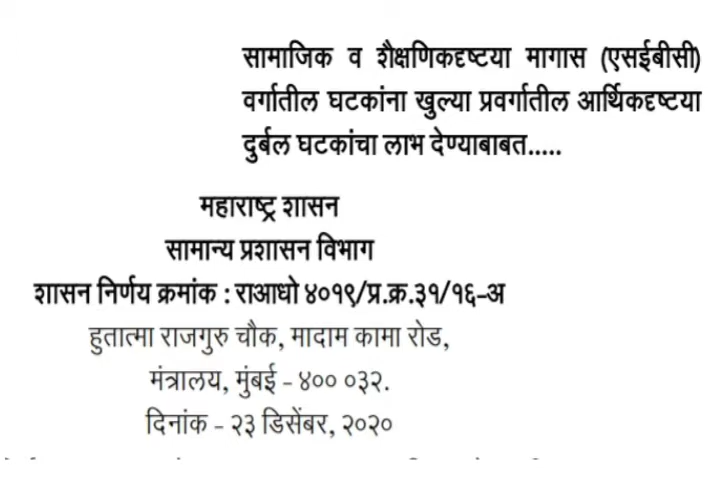 सामाजिक व शैक्षणिकदृष्टया मागास (एसईबीसी)
वर्गातील घटकांना खुल्या प्रवर्गातील आर्थिकदृष्टया
दुर्बल घटकांचा लाभ देण्याबाबत.....
महाराष्ट्र शासन
सामान्य प्रशासन विभाग
शासन निर्णय क्रमांक : राआधो ४०१९/प्र.क्र.३१/१६-अ
हुतात्मा राजगुरु चौक, मादाम कामा रोड,
मंत्रालय, मुंबई - ४०० ०३२.
दिनांक - २३ डिसेंबर, २०२०